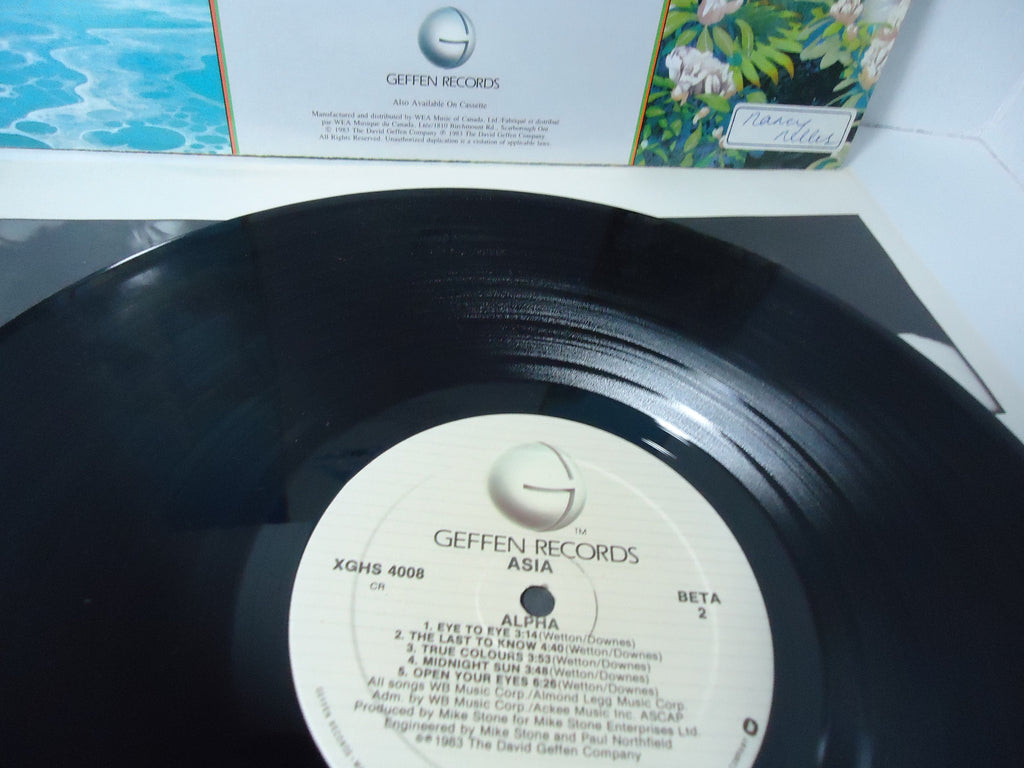 GEFFEN RECORDS
Also Available On Cassette
Manufactured and distributed by WEA Music of Canada, Ltd/Fabriqué et distribué
par WEA Musique du Canada, Ltée/1810 Birchmount Rd., Scarborough Ont
© 1983 The David Geffen Company ℗ 1983 The David Geffen Company
All Rights Reserved. Unauthorized duplication is a violation of applicable laws.
nancy
TM
GEFFEN RECORDS
ASIA
XGHS 4008
CR
BETA
2
ALPHA
1. EYE TO EYE 3:14 (Wetton/Downes)
2. THE LAST TO KNOW 4:40 (Wetton/Downes)
3. TRUE COLOURS 3:53 (Wetton/Downes)
4. MIDNIGHT SUN 3:48 (Wetton/Downes)
5. OPEN YOUR EYES 6:26 (Wetton/Downes)
All songs WB Music Corp./Almond Legg Music Corp.
Adm. by WB Music Corp./Ackee Music Inc. ASCAP
Produced by Mike Stone for Mike Stone Enterprises Ltd.
Engineered by Mike Stone and Paul Northfield
©℗ 1983 The David Geffen Company